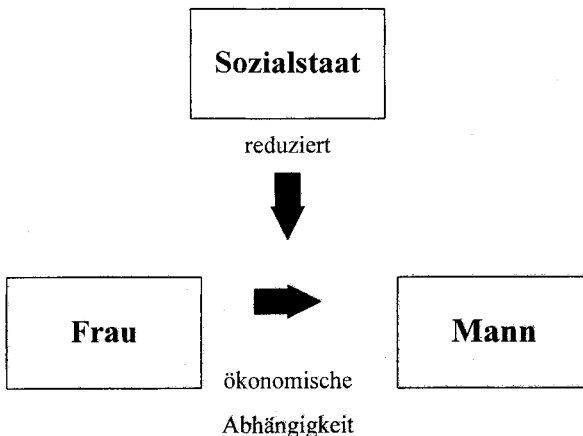 Sozialstaat
reduziert
Frau
Mann
ökonomische
Abhängigkeit